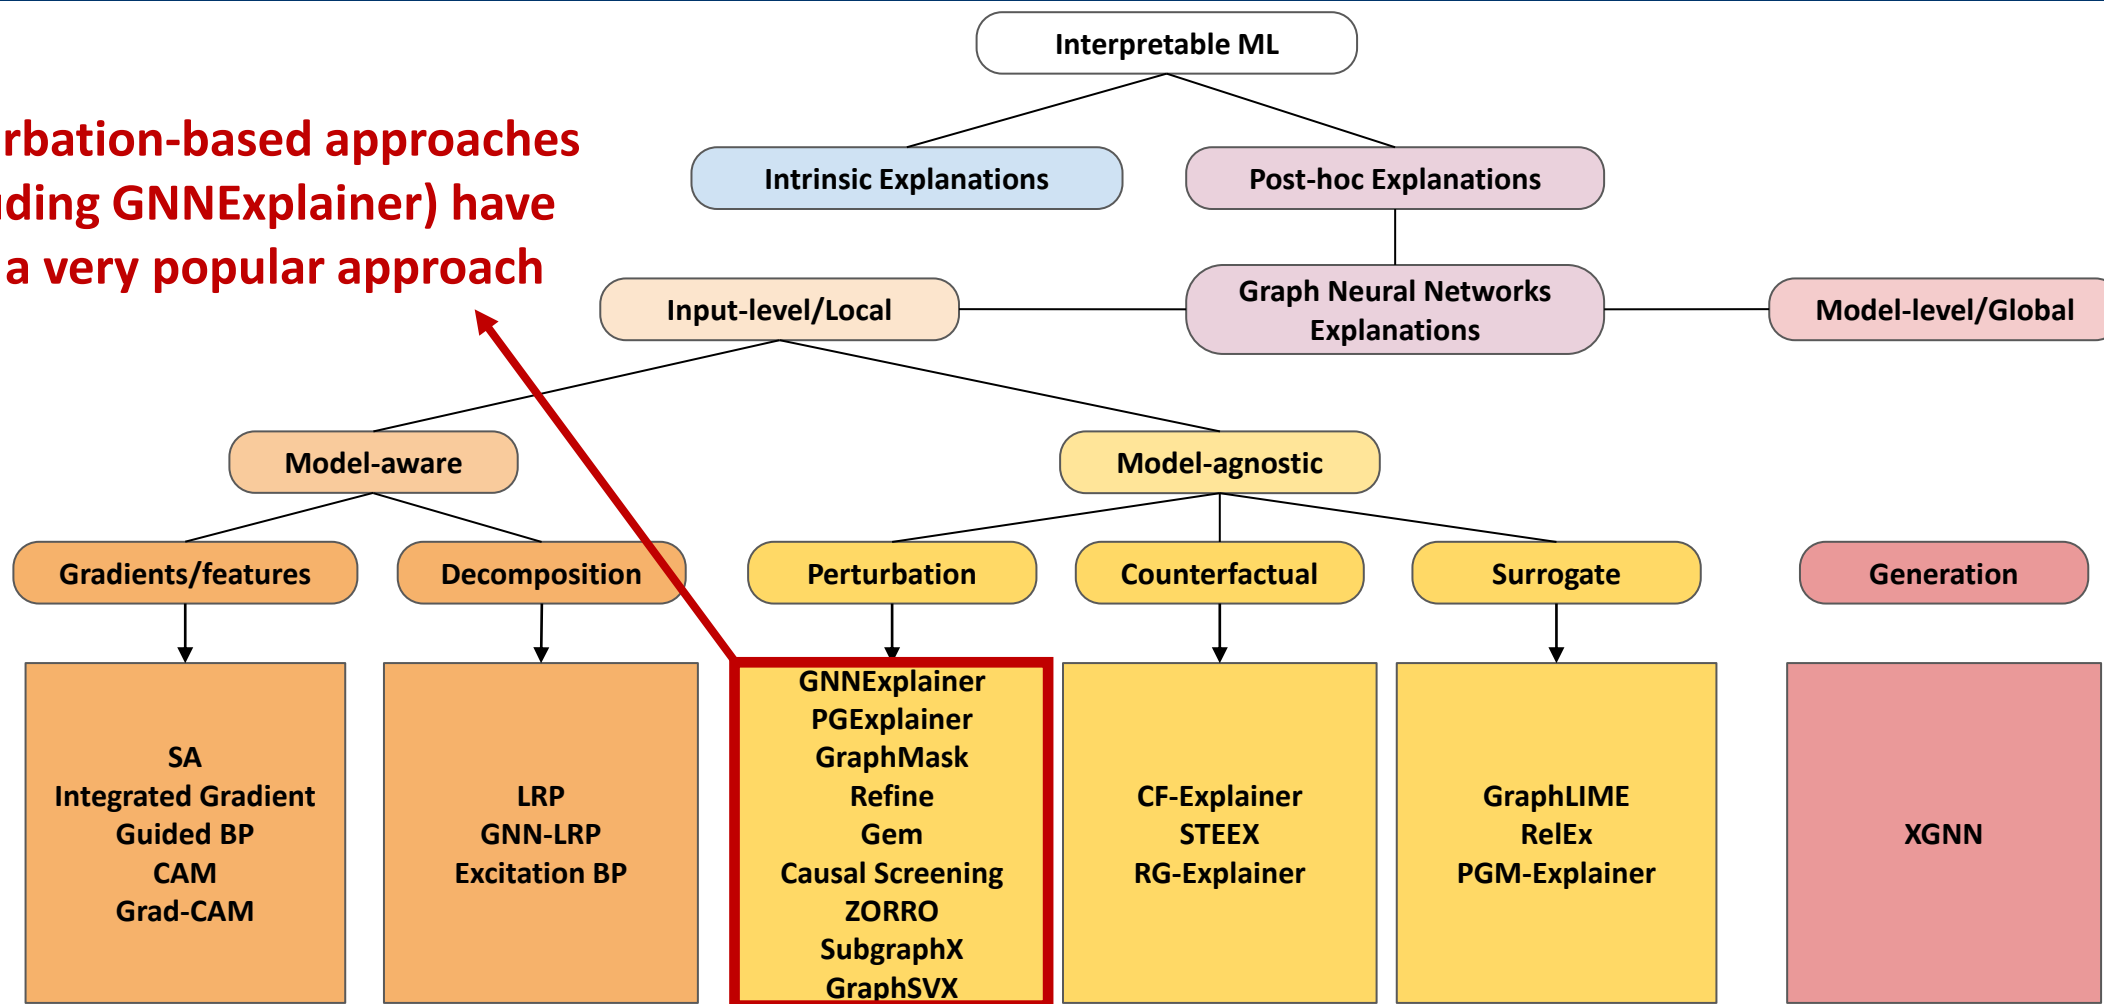 Interpretable ML
rbation-based approaches
uding GNNExplainer) have
a very popular approach
Intrinsic Explanations
Post-hoc Explanations
Input-level/Local
Graph Neural Networks
Explanations
Model-level/Global
Model-aware
Model-agnostic
Gradients/features
Decomposition
Perturbation
Counterfactual
Surrogate
Generation
SA
Integrated Gradient
Guided BP
CAM
Grad-CAM
LRP
GNN-LRP
Excitation BP
GNNExplainer
PGExplainer
GraphMask
Refine
Gem
Causal Screening
ZORRO
SubgraphX
GraphSVX
CF-Explainer
STEEX
RG-Explainer
GraphLIME
RelEx
PGM-Explainer
XGNN